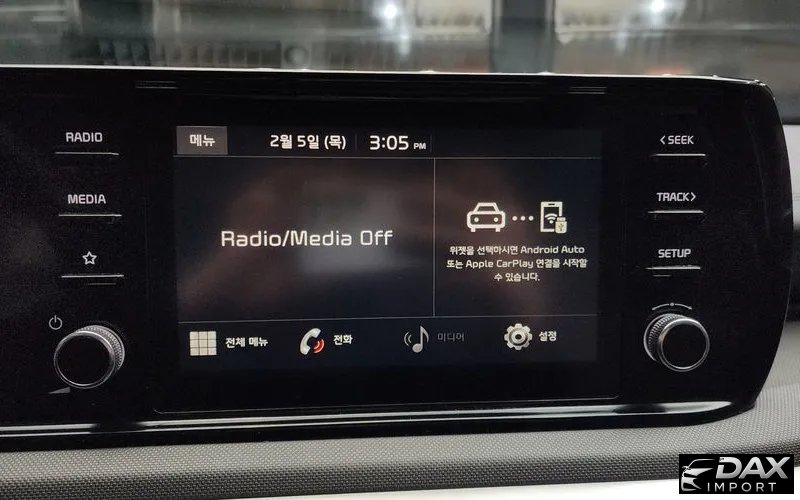 RADIO
MEDIA
메뉴 2월 5일 (목) 3:05 PM
Radio/Media Off
위젯을 선택하시면 Android Auto
또는 Apple CarPlay 연결을 시작할
수 있습니다.
전체 메뉴 전화 미디어 설정
< SEEK
TRACK >
SETUP
DAX
IMPORT